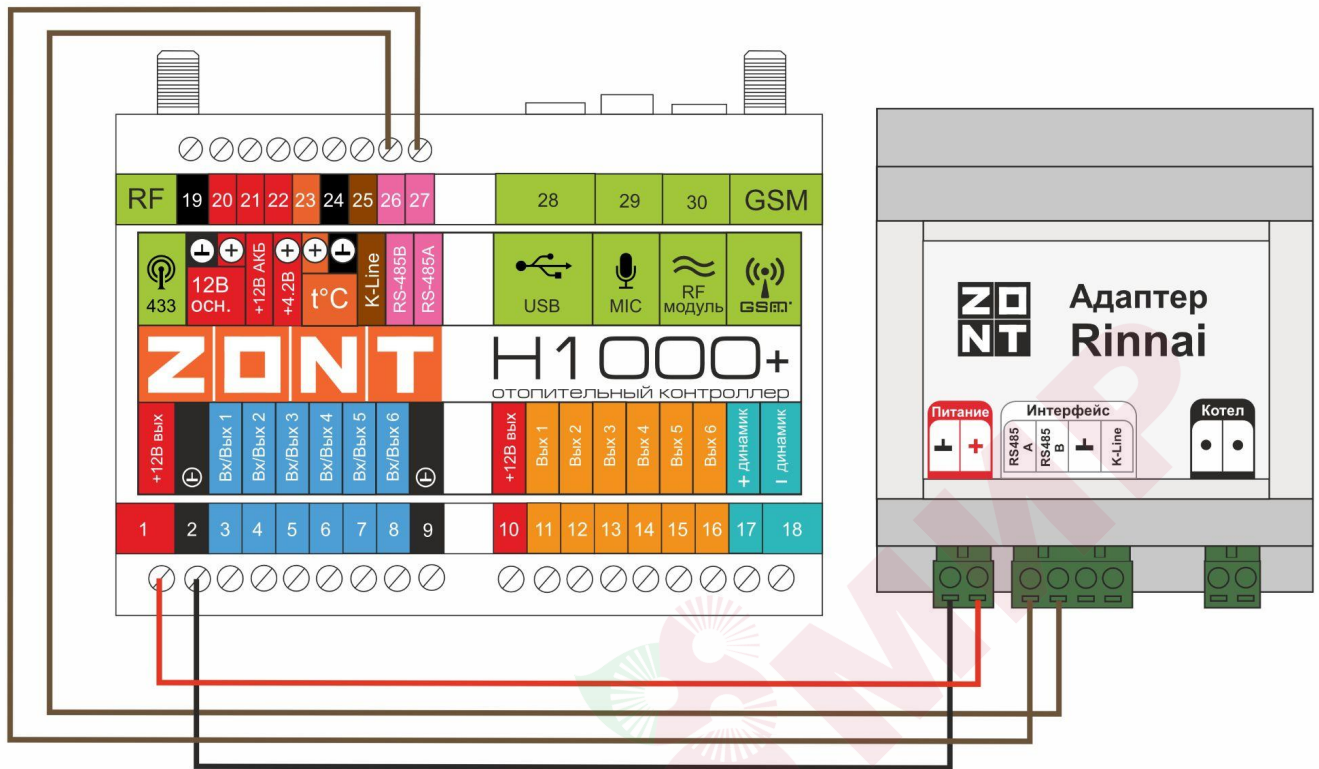 RF 19 20 21 22 23 24 25 26 27 28 29 30 GSM
433
12В
осн.
+12В АКБ
+4.2В
t°C
K-Line
RS-485B
RS-485A
USB
MIC
RF
модуль
GSM
ZONT
H1000+
отопительный контроллер
+12В вых
Вх/Вых 1
Вх/Вых 2
Вх/Вых 3
Вх/Вых 4
Вх/Вых 5
Вх/Вых 6
+12В вых
Вых 1
Вых 2
Вых 3
Вых 4
Вых 5
Вых 6
+ динамик
– динамик
1 2 3 4 5 6 7 8 9 10 11 12 13 14 15 16 17 18
ZONT
Адаптер
Rinnai
Питание
+
Интерфейс
RS485
A
RS485
B
K-Line
Котел
МИР